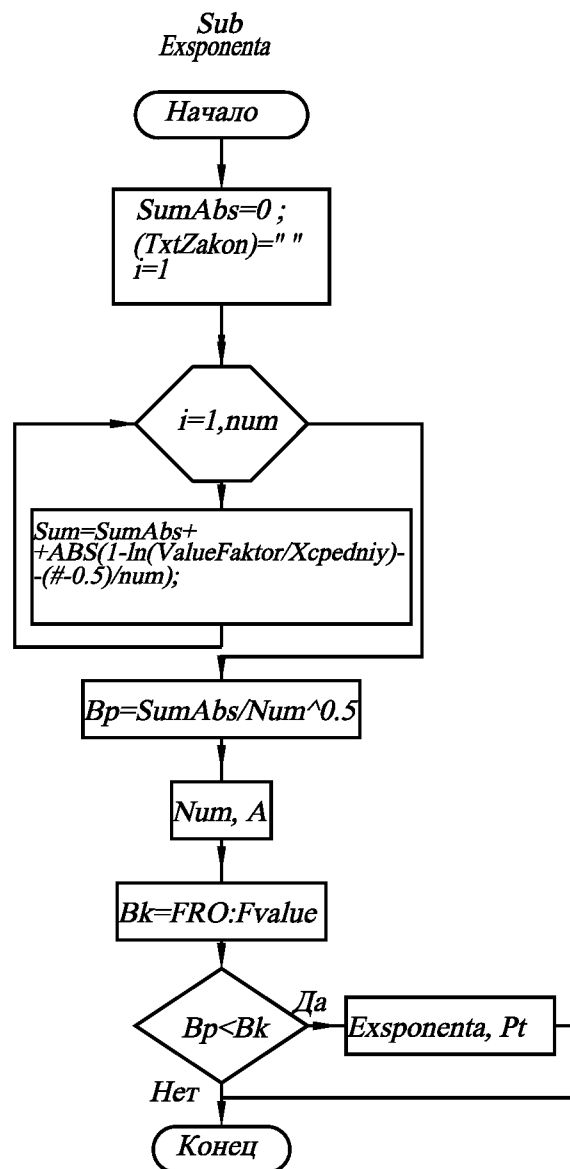 Sub
Exsponenta
Начало
SumAbs=0 ;
(TxtZakon)=" "
i=1
i=1,num
Sum=SumAbs+
+ABS(1-ln(ValueFaktor/Xcpedniy)-
-(#-0.5)/num);
Bp=SumAbs/Num^0.5
Num, A
Bk=FRO:Fvalue
Bp<Bk
Да
Exsponenta, Pt
Нет
Конец